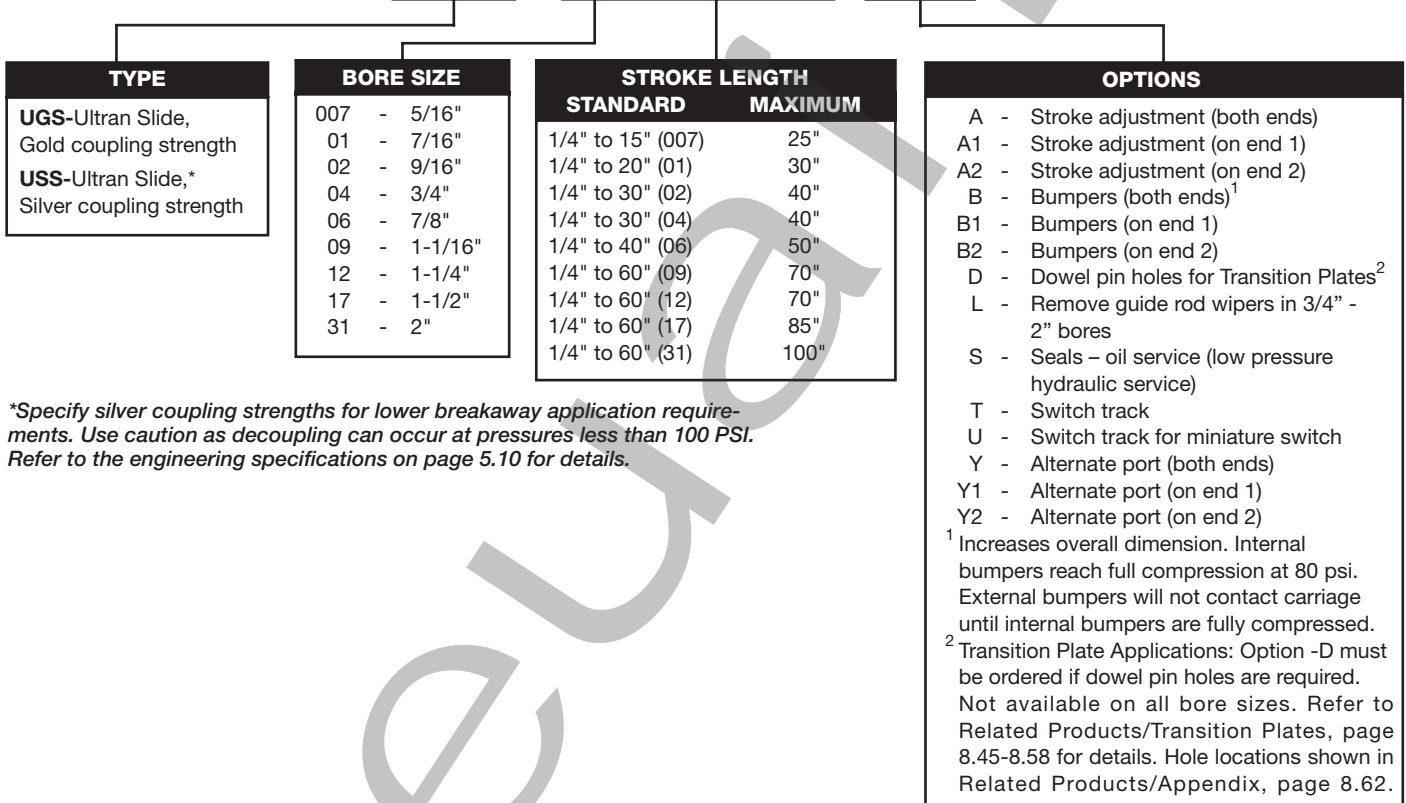 TYPE
UGS-Ultran Slide,
Gold coupling strength
USS-Ultran Slide,*
Silver coupling strength
BORE SIZE
007 - 5/16"
01 - 7/16"
02 - 9/16"
04 - 3/4"
06 - 7/8"
09 - 1-1/16"
12 - 1-1/4"
17 - 1-1/2"
31 - 2"
STROKE LENGTH
STANDARD MAXIMUM
1/4" to 15" (007) 25"
1/4" to 20" (01) 30"
1/4" to 30" (02) 40"
1/4" to 30" (04) 40"
1/4" to 40" (06) 50"
1/4" to 60" (09) 70"
1/4" to 60" (12) 70"
1/4" to 60" (17) 85"
1/4" to 60" (31) 100"
OPTIONS
A - Stroke adjustment (both ends)
A1 - Stroke adjustment (on end 1)
A2 - Stroke adjustment (on end 2)
B - Bumpers (both ends)1
B1 - Bumpers (on end 1)
B2 - Bumpers (on end 2)
D - Dowel pin holes for Transition Plates2
L - Remove guide rod wipers in 3/4” -
2” bores
S - Seals – oil service (low pressure
hydraulic service)
T - Switch track
U - Switch track for miniature switch
Y - Alternate port (both ends)
Y1 - Alternate port (on end 1)
Y2 - Alternate port (on end 2)
1 Increases overall dimension. Internal
bumpers reach full compression at 80 psi.
External bumpers will not contact carriage
until internal bumpers are fully compressed.
2 Transition Plate Applications: Option -D must
be ordered if dowel pin holes are required.
Not available on all bore sizes. Refer to
Related Products/Transition Plates, page
8.45-8.58 for details. Hole locations shown in
Related Products/Appendix, page 8.62.
*Specify silver coupling strengths for lower breakaway application require-
ments. Use caution as decoupling can occur at pressures less than 100 PSI.
Refer to the engineering specifications on page 5.10 for details.